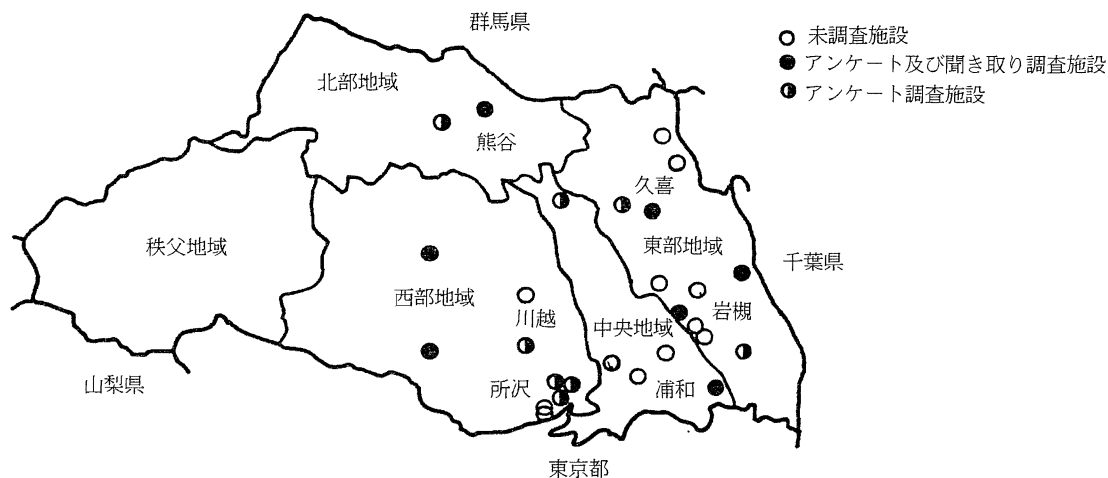 群馬県
未調査施設
アンケート及び聞き取り調査施設
アンケート調査施設
北部地域
熊谷
久喜
秩父地域
東部地域
千葉県
西部地域
川越
岩槻
中央地域
山梨県
所沢
浦和
東京都